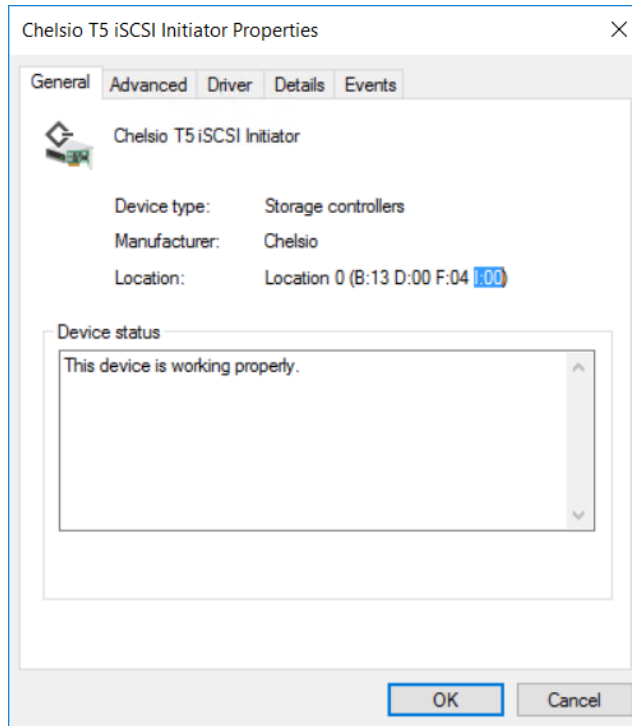 Chelsio T5 iSCSI Initiator Properties
General Advanced Driver Details Events
Chelsio T5 iSCSI Initiator
Device type: Storage controllers
Manufacturer: Chelsio
Location: Location 0 (B:13 D:00 F:04 I:00)
Device status
This device is working properly.
OK Cancel